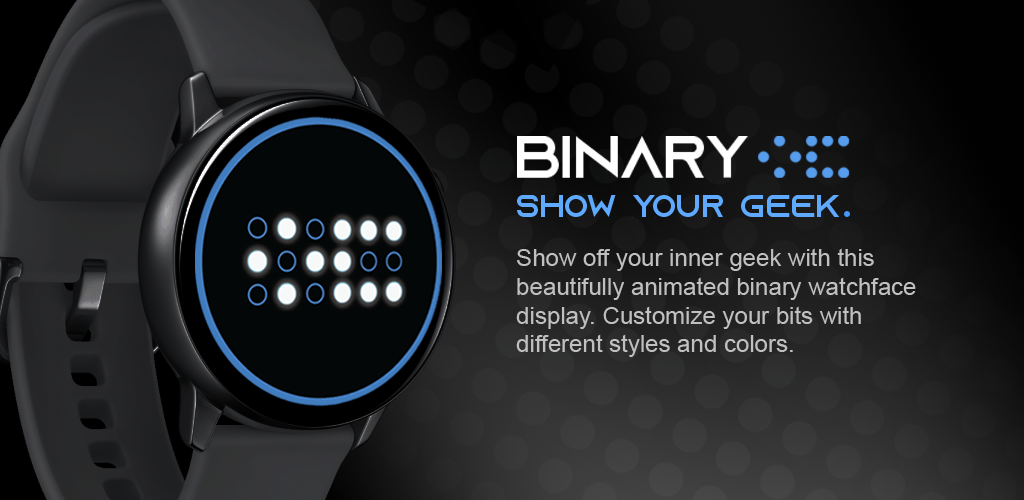 BINARY
SHOW YOUR GEEK.
Show off your inner geek with this
beautifully animated binary watchface
display. Customize your bits with
different styles and colors.